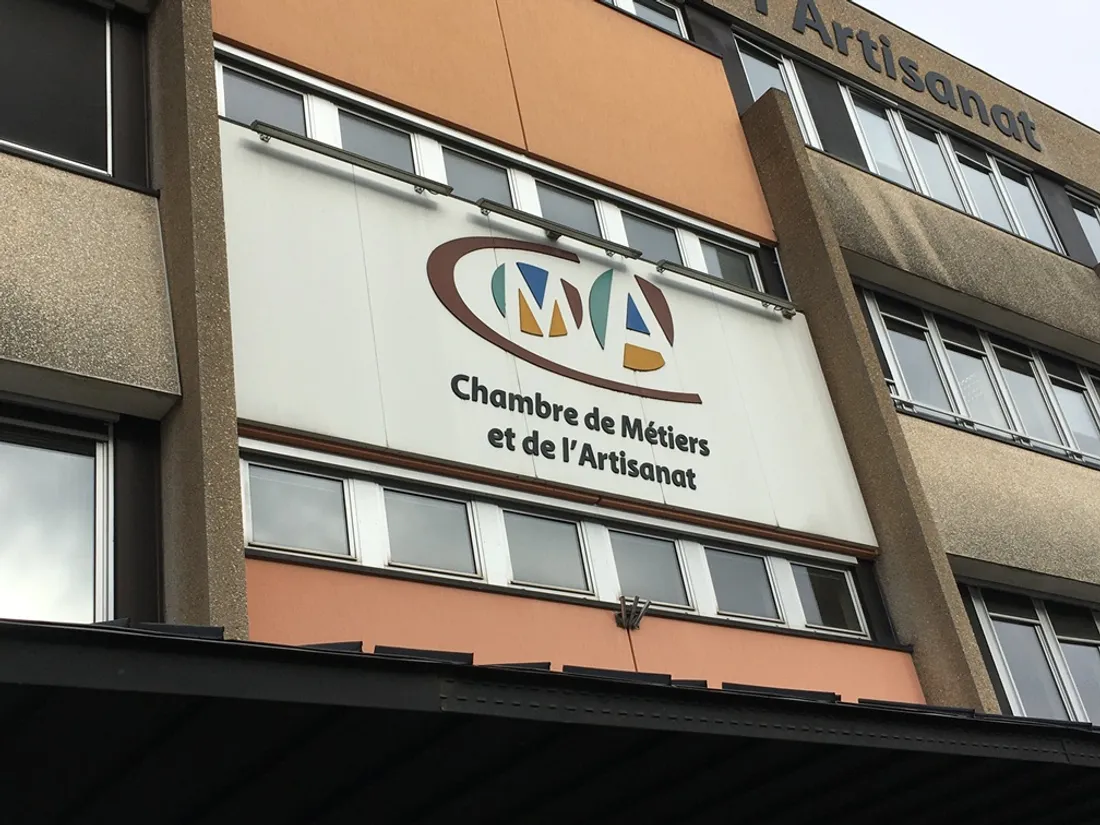 l'Artisanat
CMA
Chambre de Métiers
et de l'Artisanat